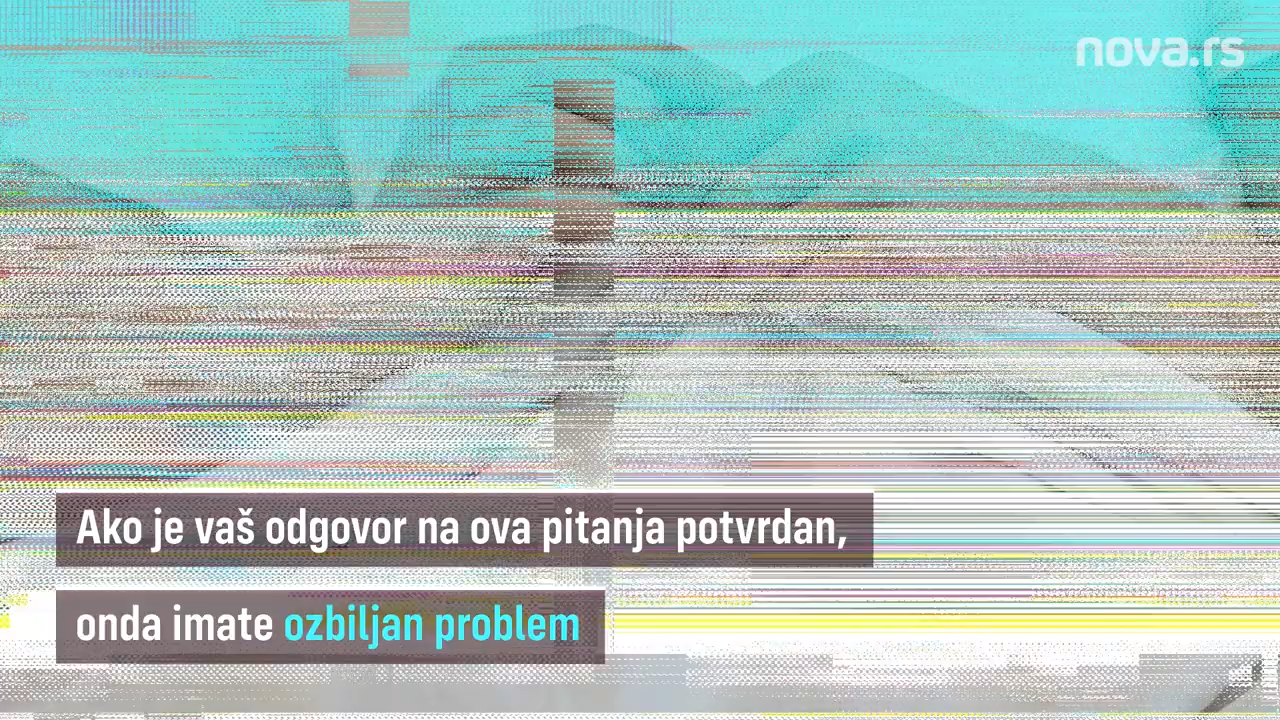 nova.rs
Ako je vaš odgovor na ova pitanja potvrdan,
onda imate ozbiljan problem